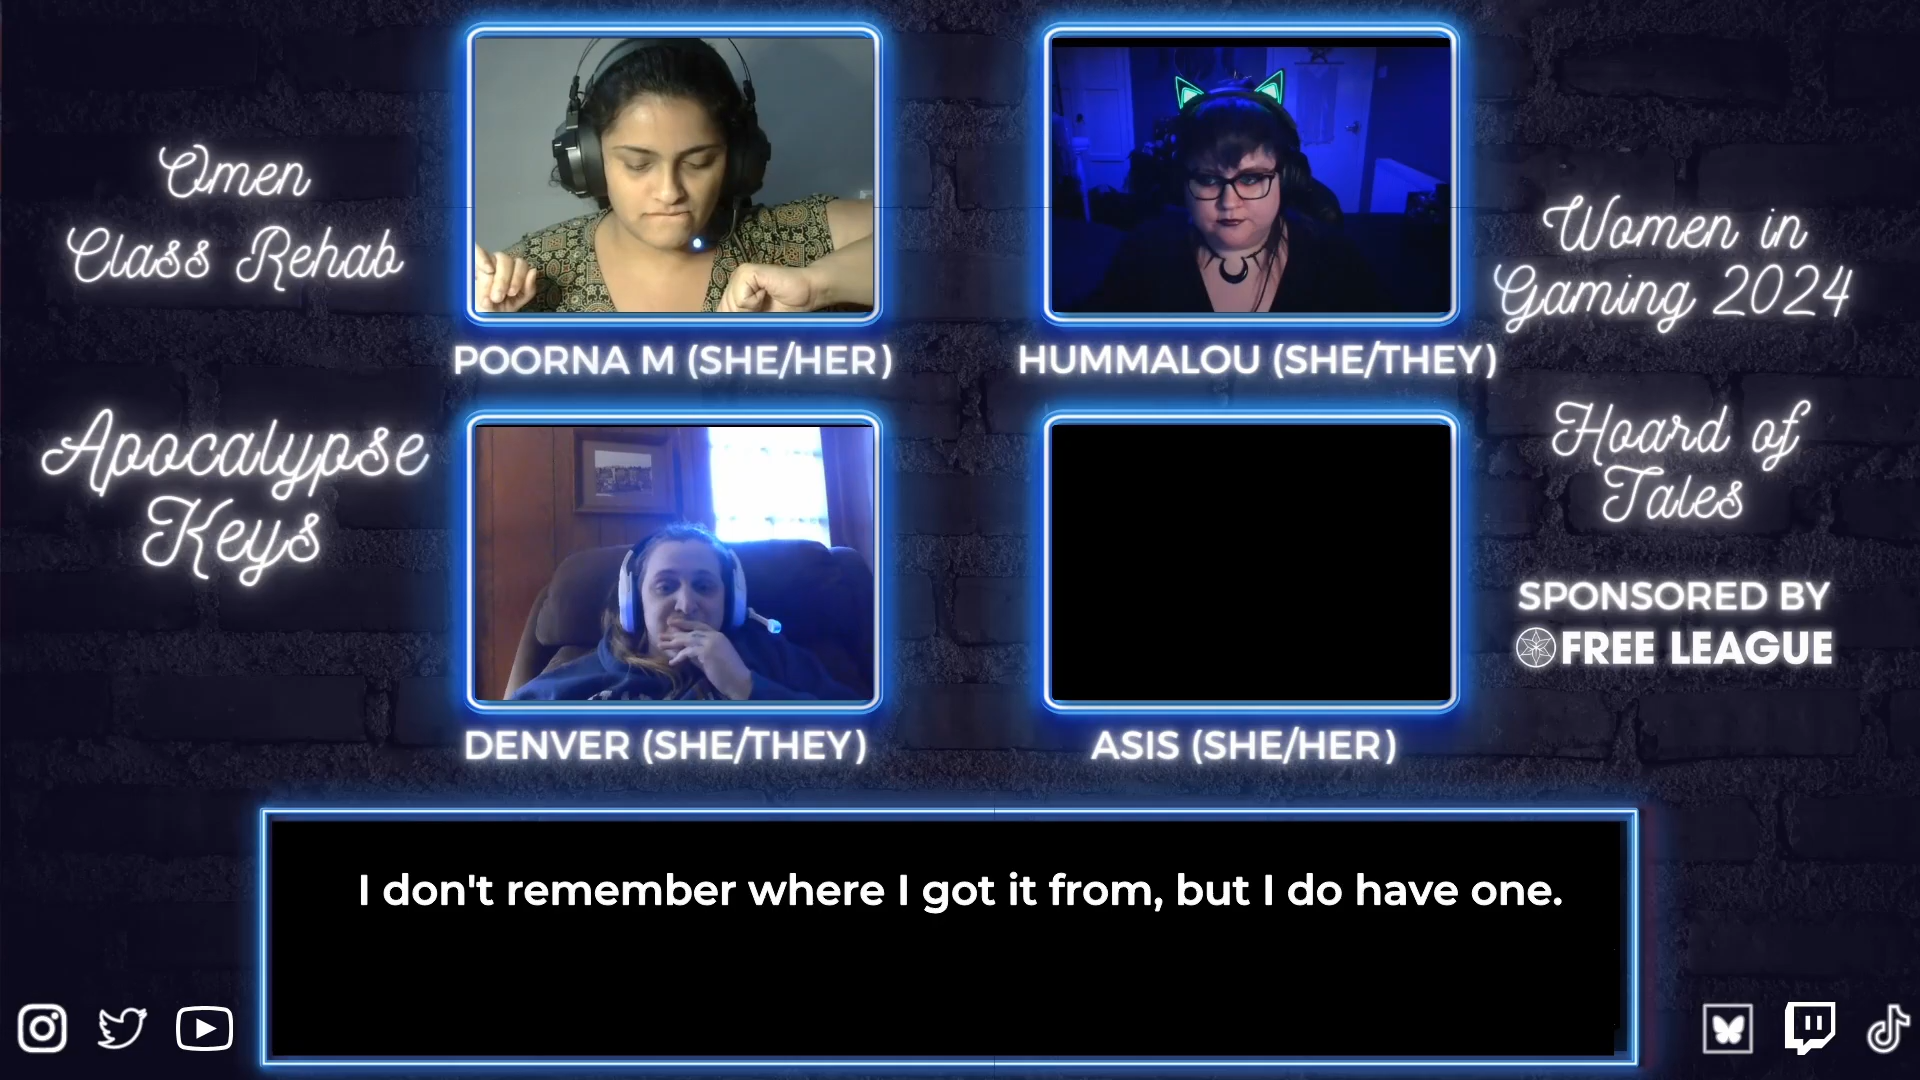 Omen
Class Rehab
Apocalypse
Keys
POORNA M (SHE/HER)
HUMMALOU (SHE/THEY)
DENVER (SHE/THEY)
ASIS (SHE/HER)
Women in
Gaming 2024
Hoard of
Tales
SPONSORED BY
FREE LEAGUE
I don't remember where I got it from, but I do have one.